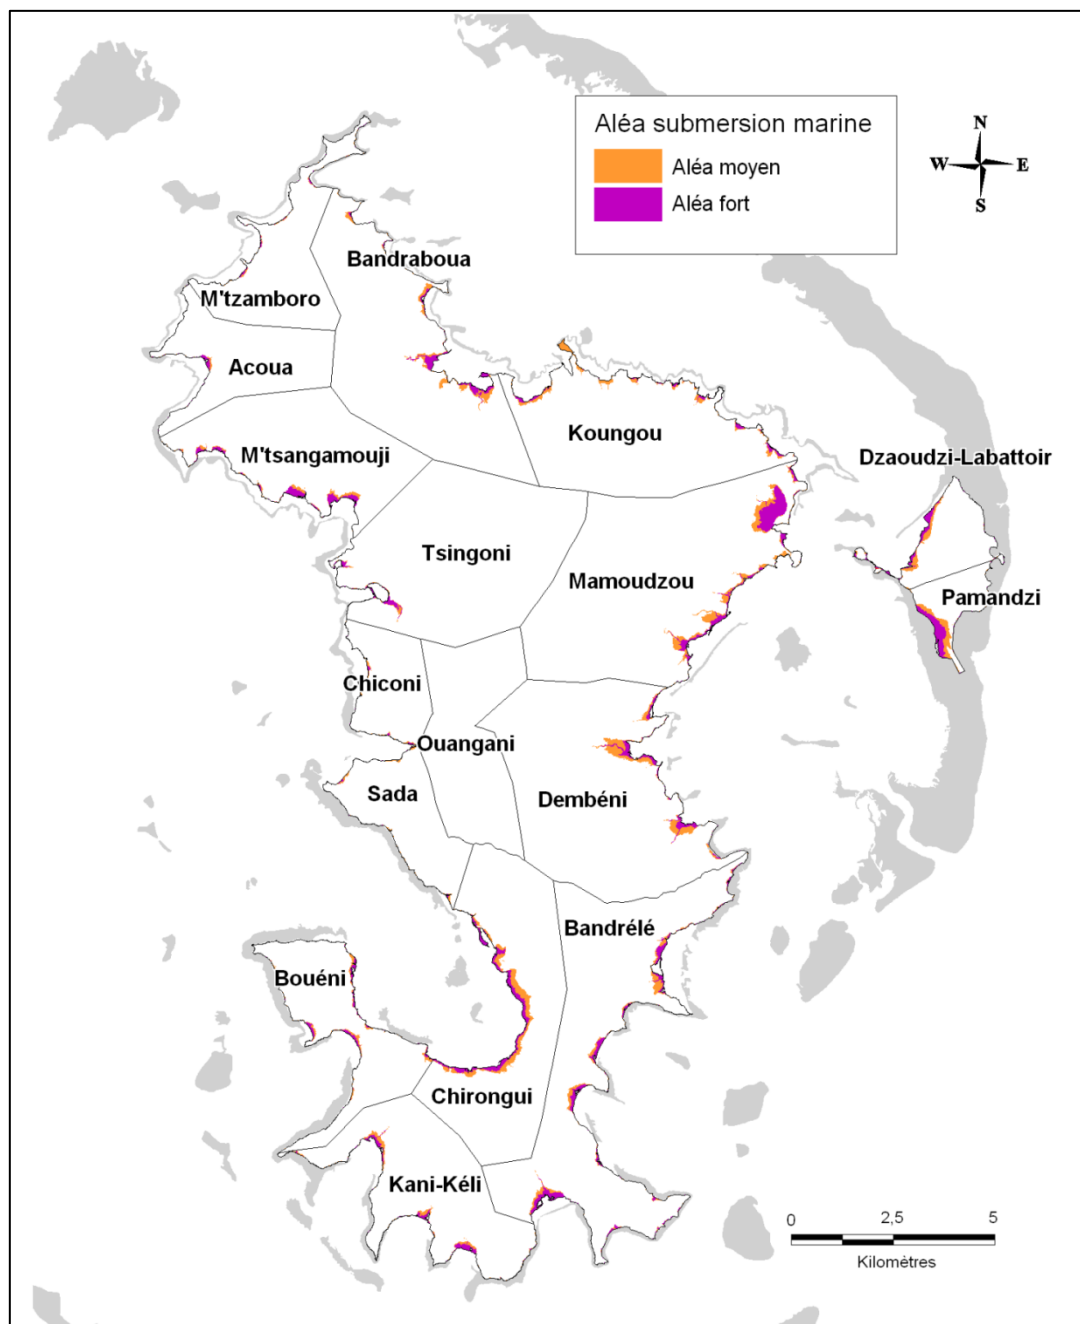 Aléa submersion marine
Aléa moyen
Aléa fort
N
W
E
S
Bandraboua
M'tzamboro
Acoua
Koungou
M'tsangamouji
Dzaoudzi-Labattoir
Tsingoni
Mamoudzou
Pamandzi
Chiconi
Ouangani
Sada
Dembéni
Bandrélé
Bouéni
Chirongui
Kani-Kéli
0
2,5
5
Kilomètres